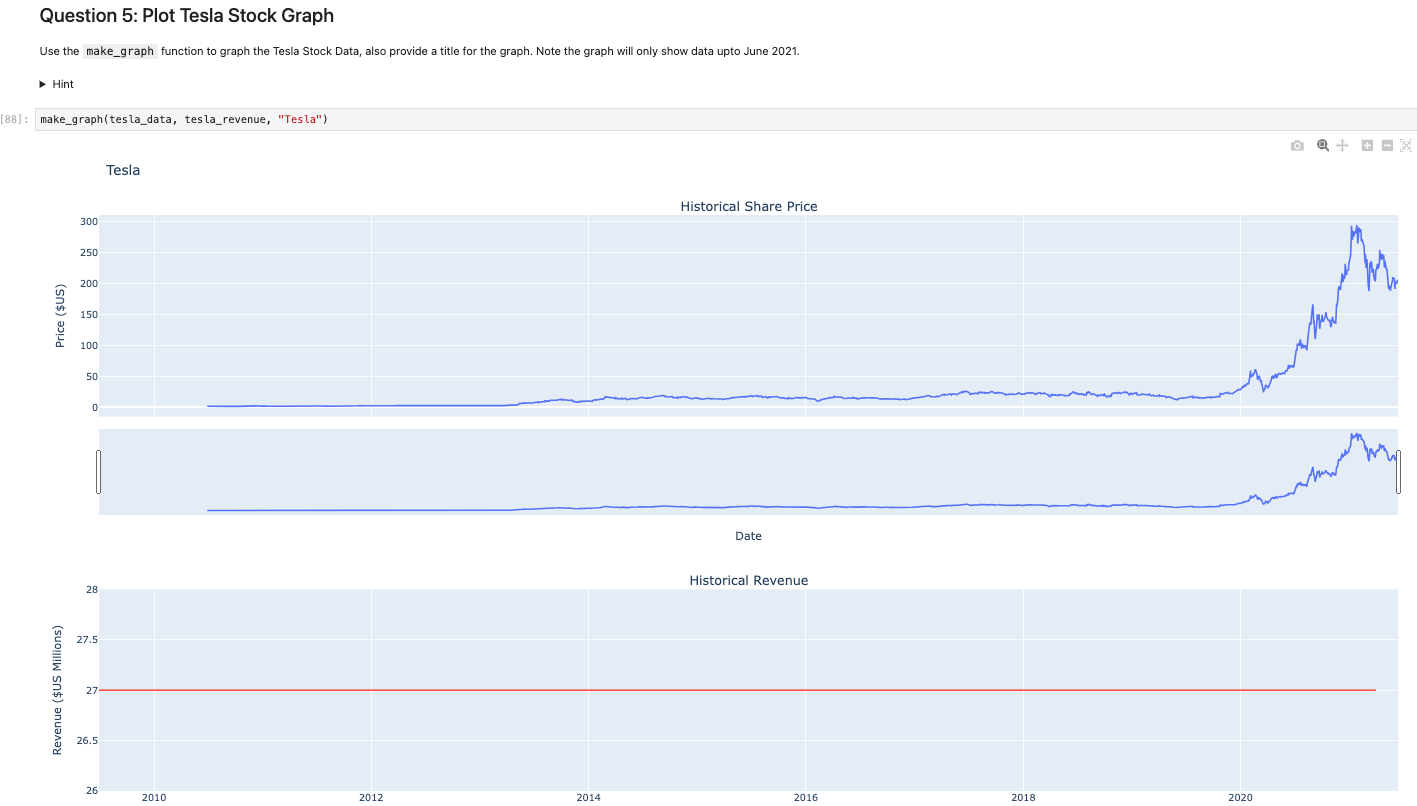 Question 5: Plot Tesla Stock Graph
Use the make_graph function to graph the Tesla Stock Data, also provide a title for the graph. Note the graph will only show data upto June 2021.
Hint
[88]: make_graph(tesla_data, tesla_revenue, "Tesla")
Tesla
Historical Share Price
300
250
200
150
100
50
0
Price ($US)
Date
Historical Revenue
28
27.5
27
26.5
26
Revenue ($US Millions)
2010 2012 2014 2016 2018 2020